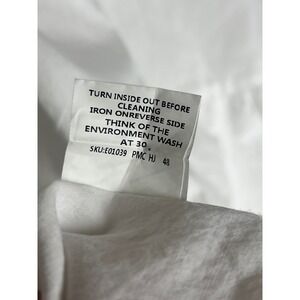 TURN INSIDE OUT BEFORE
CLEANING
IRON ONREVERSE SIDE
THINK OF THE
ENVIRONMENT WASH
AT 30°
SKU:E01039 PMC HJ 48